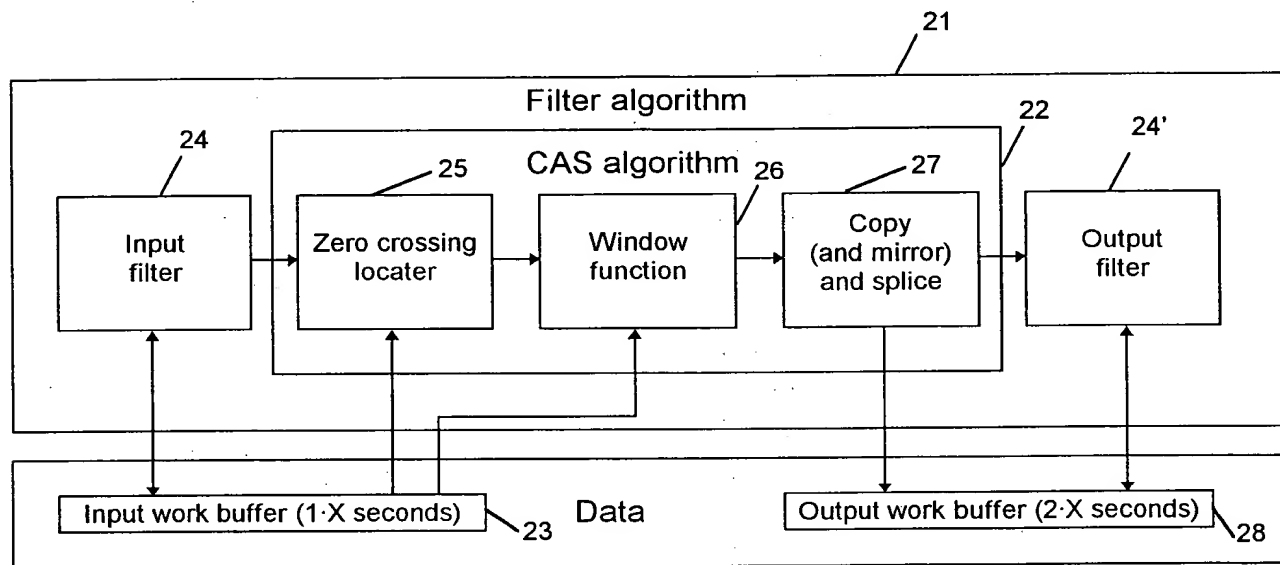 21
Filter algorithm
22
24'
24
CAS algorithm
25
26
27
Input
filter
Zero crossing
locater
Window
function
Copy
(and mirror)
and splice
Output
filter
Input work buffer (1·X seconds)
23
Data
Output work buffer (2·X seconds)
28